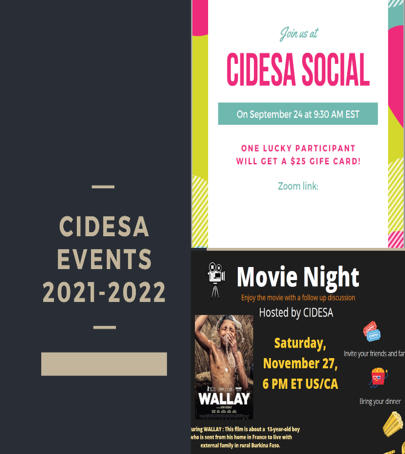 CIDESA
EVENTS
2021-2022
Join us at
CIDESA SOCIAL
On September 24 at 9:30 AM EST
ONE LUCKY PARTICIPANT
WILL GET A $25 GIFE CARD!
Zoom link:
Movie Night
Enjoy the movie with a follow up discussion
Hosted by CIDESA
Saturday,
November 27,
6 PM ET US/CA
Invite your friends and fam
Bring your dinner
WALLAY
uring WALLAY : This film is about a 13-year-old boy
who is sent from his home in France to live with
external family in rural Burkina Faso.